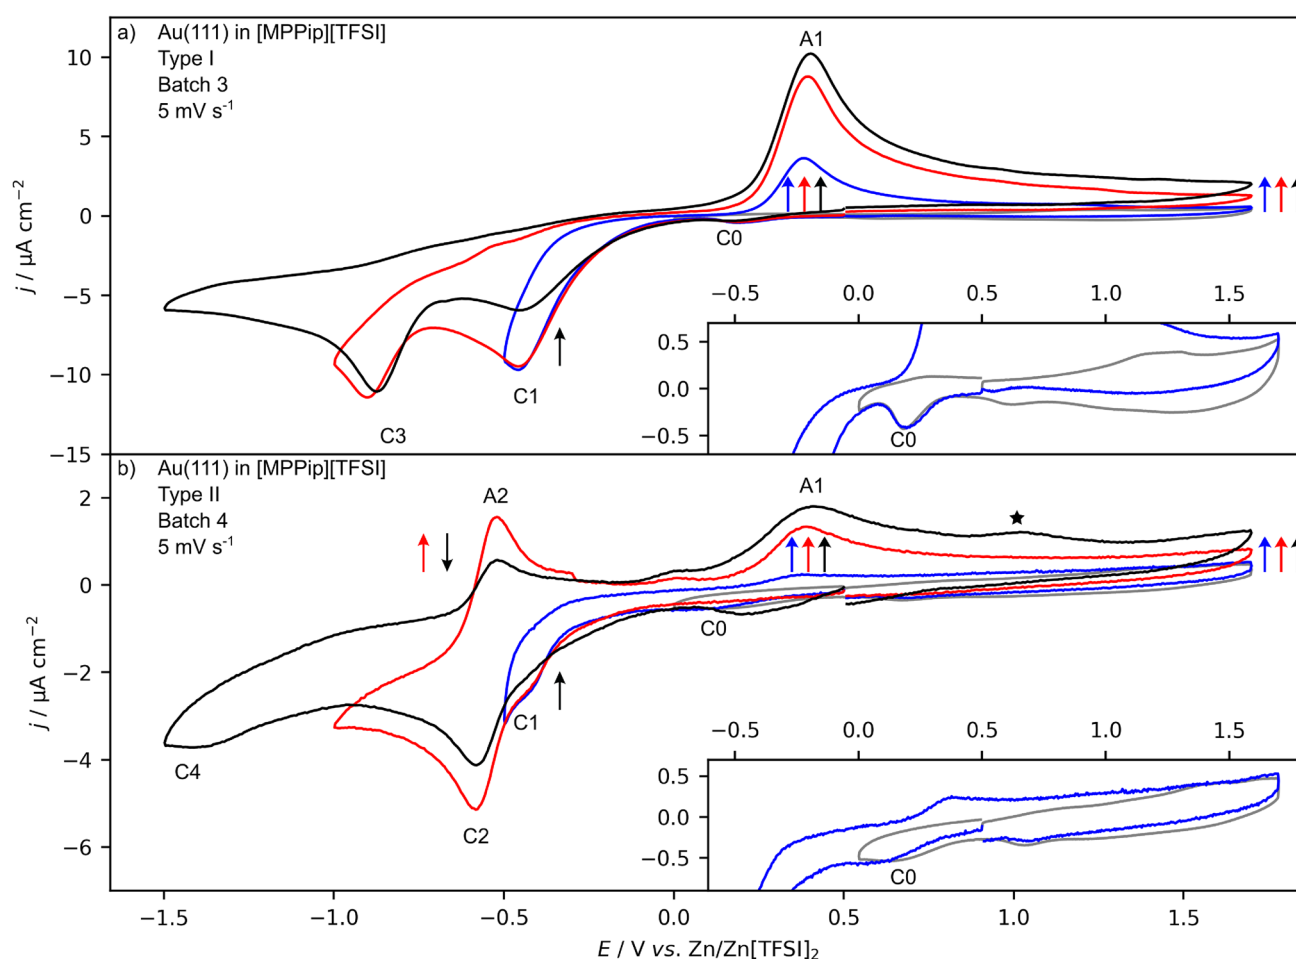 a) Au(111) in [MPPip][TFSI]
Type I
Batch 3
5 mV s⁻¹
A1
10
5
0
−5
−10
−15
j / μA cm⁻²
C0
C1
C3
−0.5 0.0 0.5 1.0 1.5
0.5
0.0
−0.5
C0
b) Au(111) in [MPPip][TFSI]
Type II
Batch 4
5 mV s⁻¹
A2
A1
★
2
0
−2
−4
−6
j / μA cm⁻²
C0
C1
C4
C2
−0.5 0.0 0.5 1.0 1.5
0.5
0.0
−0.5
C0
−1.5 −1.0 −0.5 0.0 0.5 1.0 1.5
E / V vs. Zn/Zn[TFSI]₂